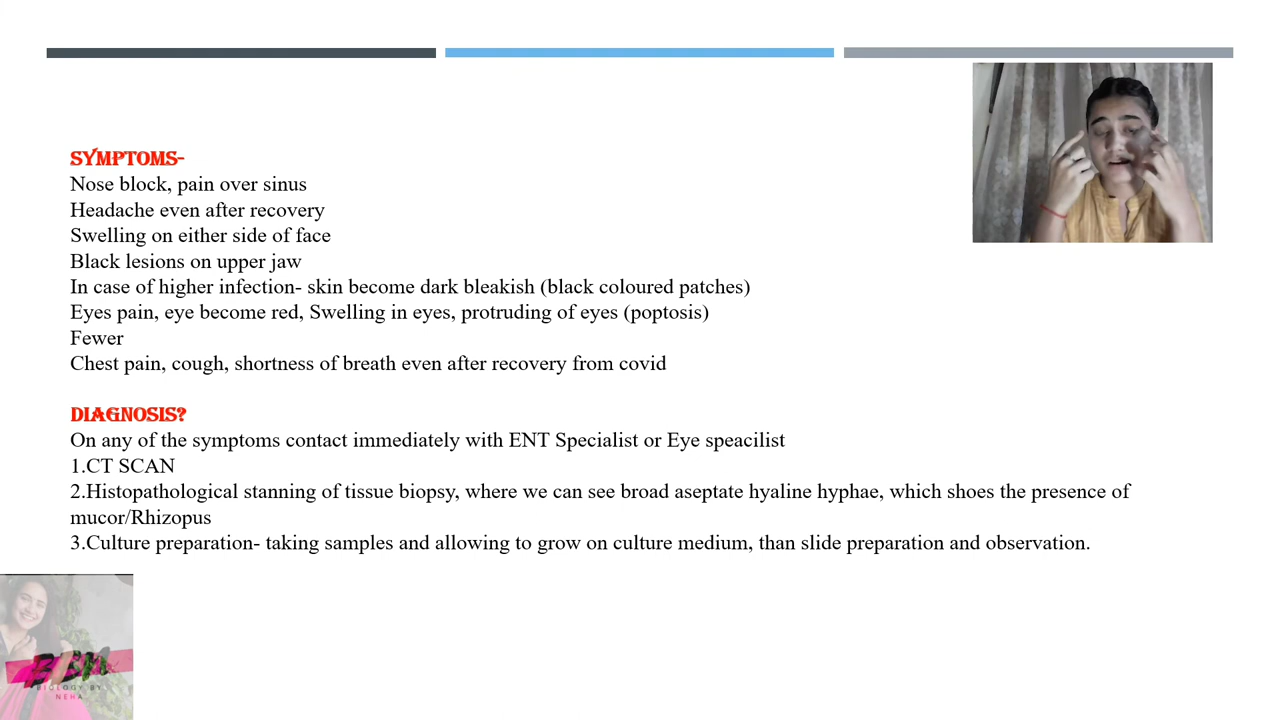 SYMPTOMS-
Nose block, pain over sinus
Headache even after recovery
Swelling on either side of face
Black lesions on upper jaw
In case of higher infection- skin become dark bleakish (black coloured patches)
Eyes pain, eye become red, Swelling in eyes, protruding of eyes (poptosis)
Fewer
Chest pain, cough, shortness of breath even after recovery from covid
DIAGNOSIS?
On any of the symptoms contact immediately with ENT Specialist or Eye speacilist
1.CT SCAN
2.Histopathological stanning of tissue biopsy, where we can see broad aseptate hyaline hyphae, which shoes the presence of
mucor/Rhizopus
3.Culture preparation- taking samples and allowing to grow on culture medium, than slide preparation and observation.
BIOLOGY BY
NEHA